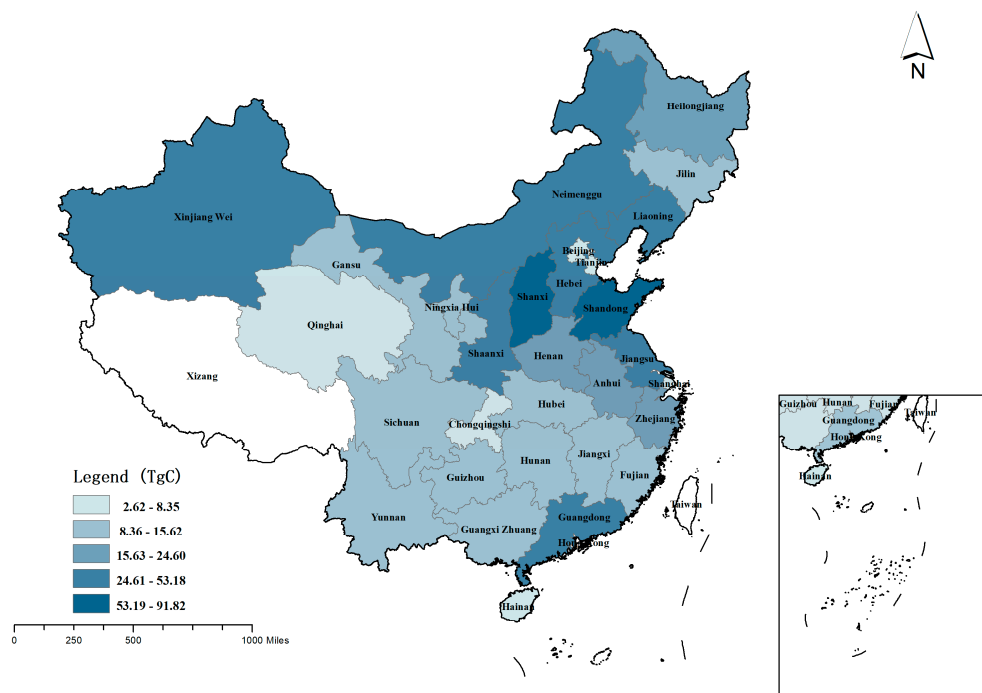 N
Heilongjiang
Jilin
Neimenggu
Liaoning
Xinjiang Wei
Beijing
Tianjin
Gansu
Hebei
Shanxi
Ningxia Hui
Shandong
Qinghai
Shaanxi
Henan
Jiangsu
Xizang
Anhui
Shanghai
Hubei
Zhejiang
Sichuan
Chongqingshi
Hunan
Jiangxi
Guizhou
Fujian
Yunnan
Guangxi Zhuang
Guangdong
Taiwan
Hong Kong
Hainan
Legend (TgC)
2.62 - 8.35
8.36 - 15.62
15.63 - 24.60
24.61 - 53.18
53.19 - 91.82
0 250 500 1000 Miles
Guizhou Hunan Fujian
Taiwan
Guangdong
Hong Kong
Hainan